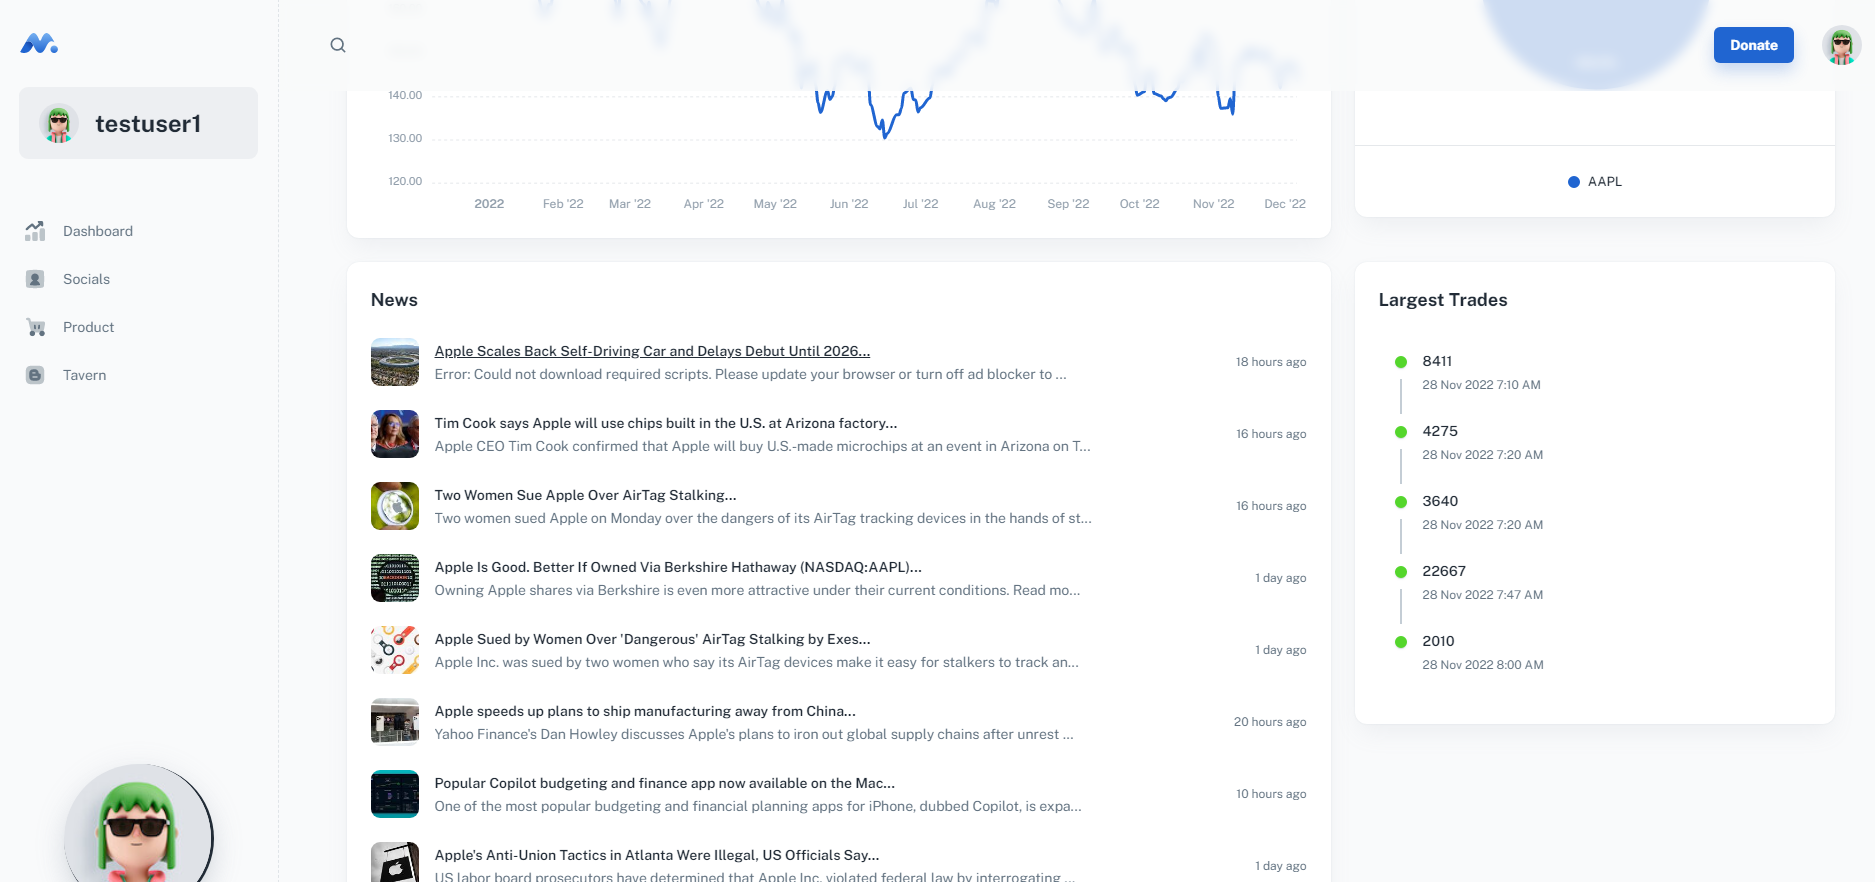 Donate
testuser1
Dashboard
Socials
Product
Tavern
140.00
130.00
120.00
2022 Feb '22 Mar '22 Apr '22 May '22 Jun '22 Jul '22 Aug '22 Sep '22 Oct '22 Nov '22 Dec '22
AAPL
News
Apple Scales Back Self-Driving Car and Delays Debut Until 2026...
Error: Could not download required scripts. Please update your browser or turn off ad blocker to ...
18 hours ago
Tim Cook says Apple will use chips built in the U.S. at Arizona factory...
Apple CEO Tim Cook confirmed that Apple will buy U.S.-made microchips at an event in Arizona on T...
16 hours ago
Two Women Sue Apple Over AirTag Stalking...
Two women sued Apple on Monday over the dangers of its AirTag tracking devices in the hands of st...
16 hours ago
Apple Is Good. Better If Owned Via Berkshire Hathaway (NASDAQ:AAPL)...
Owning Apple shares via Berkshire is even more attractive under their current conditions. Read mo...
1 day ago
Apple Sued by Women Over 'Dangerous' AirTag Stalking by Exes...
Apple Inc. was sued by two women who say its AirTag devices make it easy for stalkers to track an...
1 day ago
Apple speeds up plans to ship manufacturing away from China...
Yahoo Finance's Dan Howley discusses Apple's plans to iron out global supply chains after unrest ...
20 hours ago
Popular Copilot budgeting and finance app now available on the Mac...
One of the most popular budgeting and financial planning apps for iPhone, dubbed Copilot, is expa...
10 hours ago
Apple's Anti-Union Tactics in Atlanta Were Illegal, US Officials Say...
US labor board prosecutors have determined that Apple Inc. violated federal law by interrogating ...
1 day ago
Largest Trades
8411
28 Nov 2022 7:10 AM
4275
28 Nov 2022 7:20 AM
3640
28 Nov 2022 7:20 AM
22667
28 Nov 2022 7:47 AM
2010
28 Nov 2022 8:00 AM